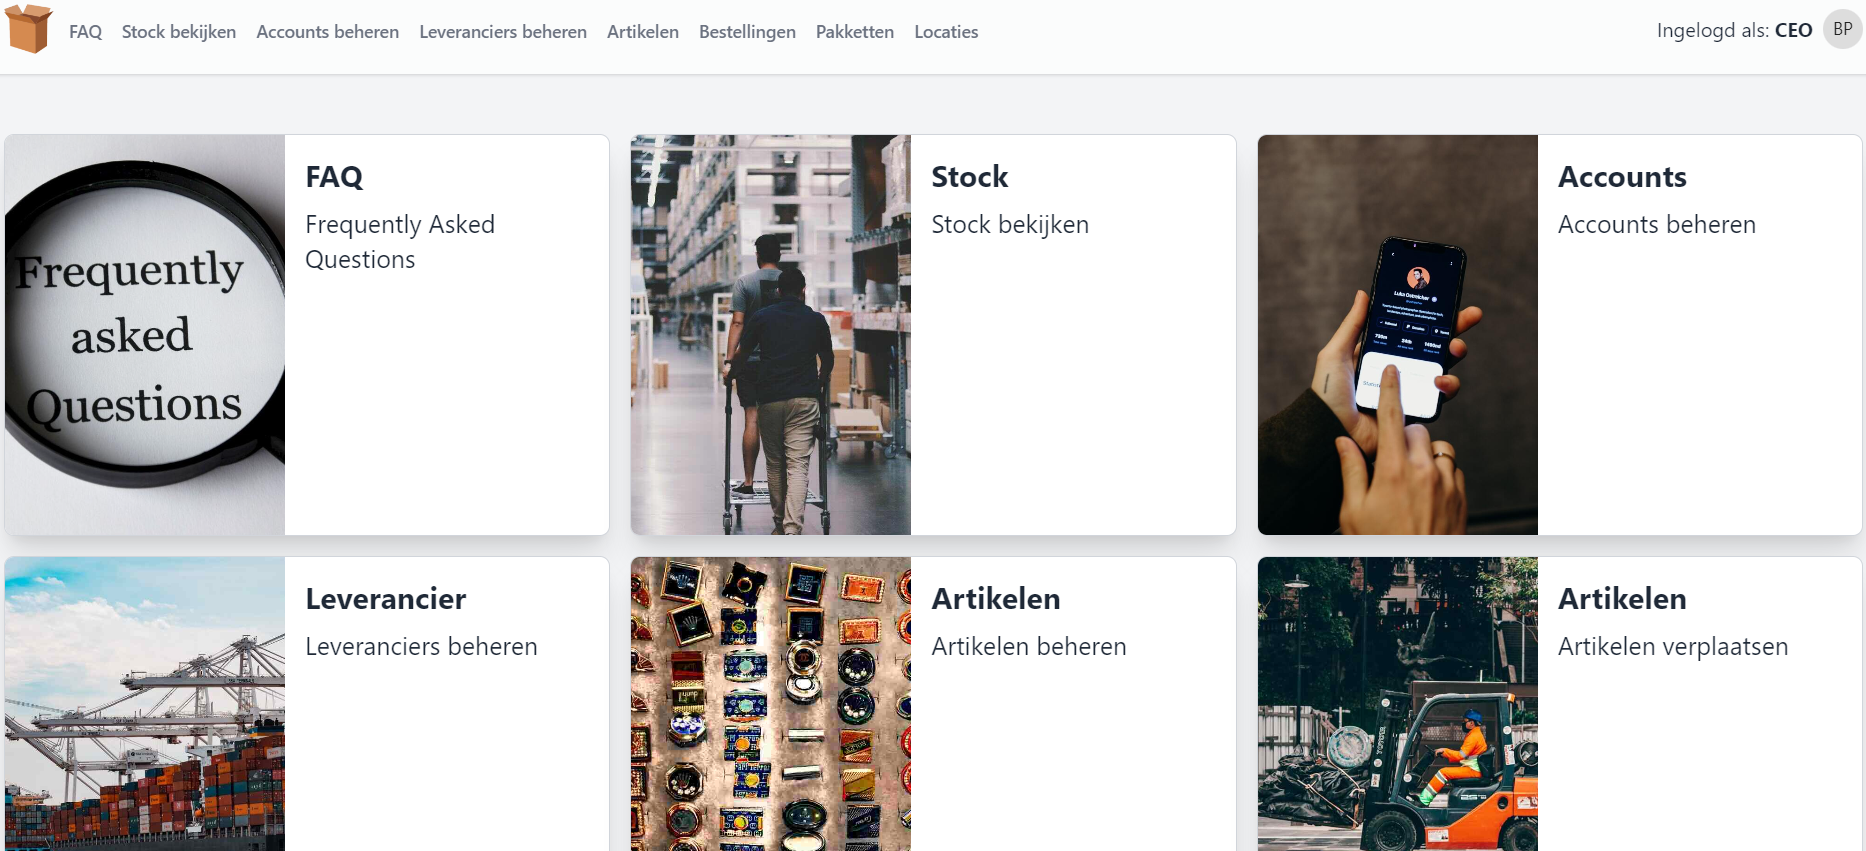 FAQ Stock bekijken Accounts beheren Leveranciers beheren Artikelen Bestellingen Pakketten Locaties Ingelogd als: CEO BP
Frequently
asked
Questions
FAQ
Frequently Asked
Questions
Stock
Stock bekijken
Accounts
Accounts beheren
Leverancier
Leveranciers beheren
Artikelen
Artikelen beheren
Artikelen
Artikelen verplaatsen